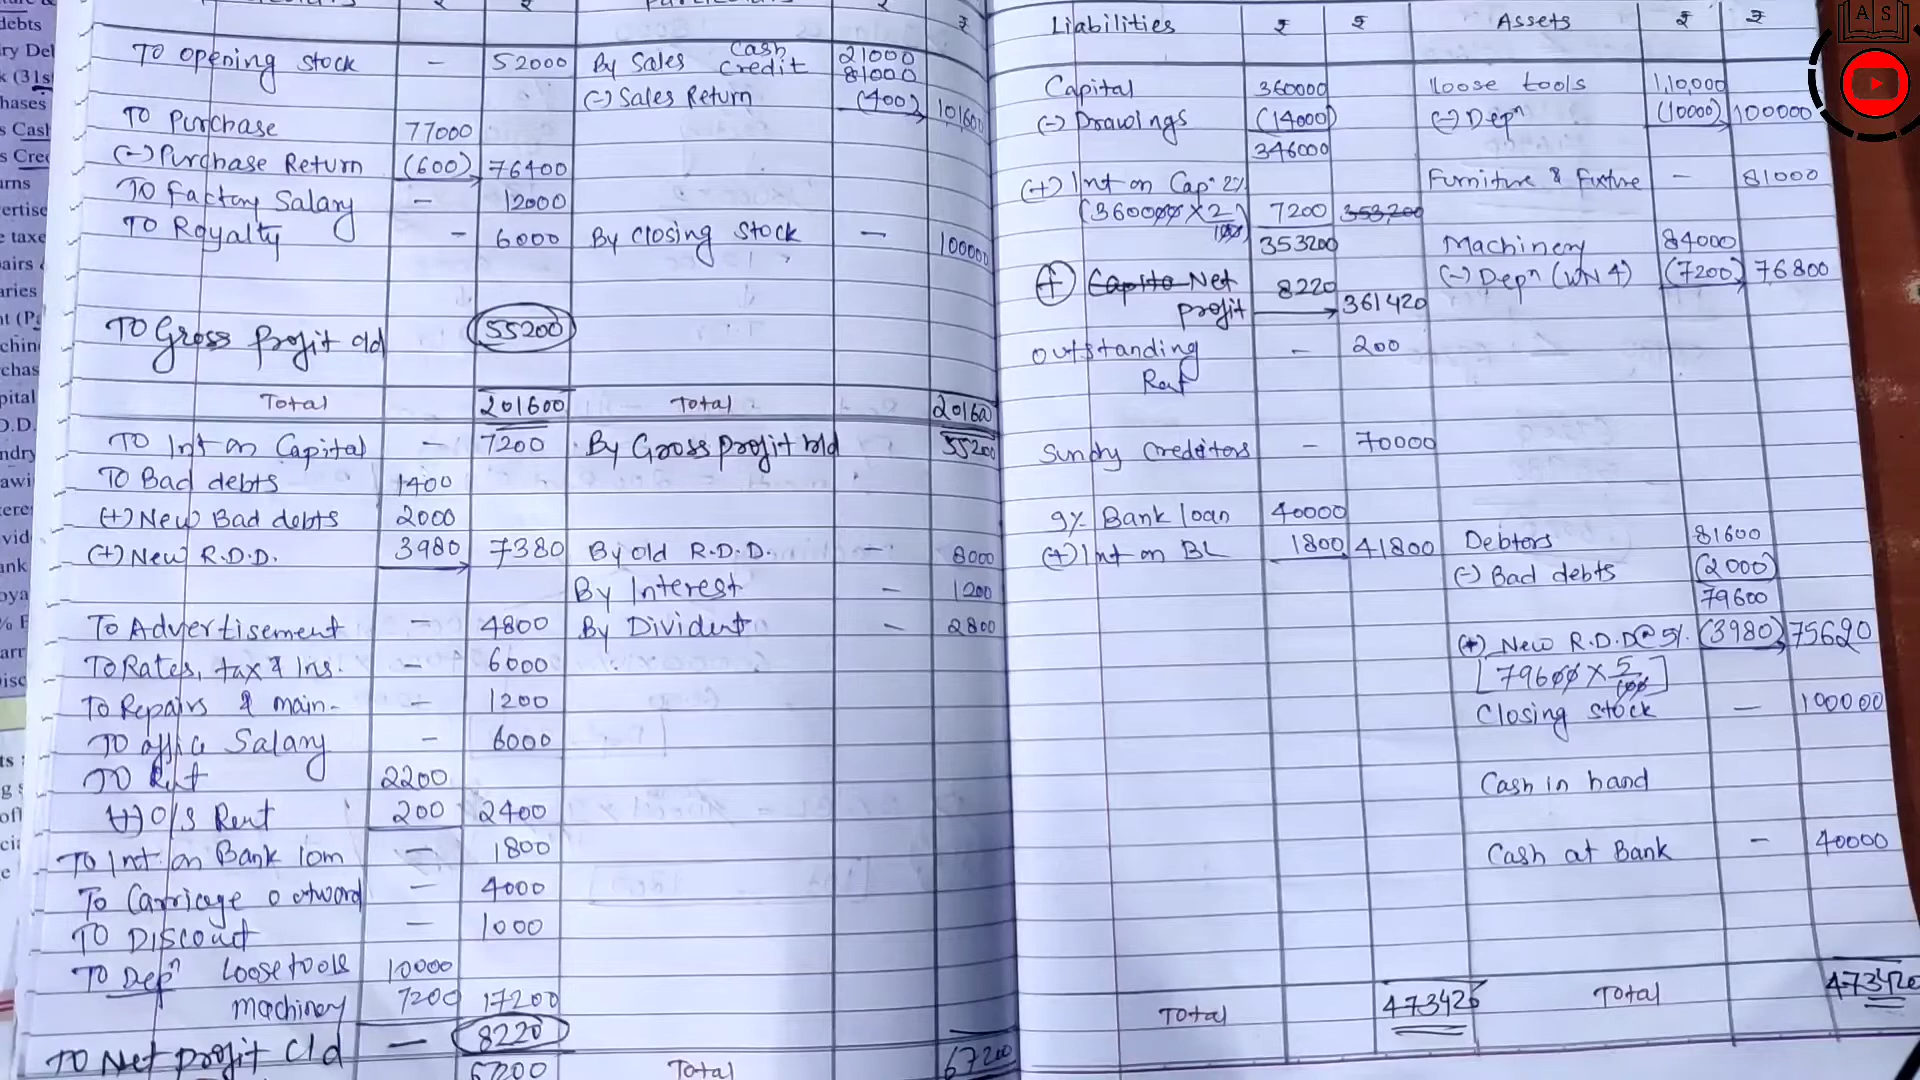 Liabilities ₹ ₹ Assets ₹ ₹
To opening stock - 52000 By Sales Cash 21000
Credit 81000
(-) Sales Return (400) 101600
To Purchase 77000
(-) Purchase Return (600) 76400
To Factory Salary - 12000
To Royalty - 6000 By Closing Stock - 100000
To Gross Profit c/d 55200
Total 201600 Total 20160
To Int on Capital - 7200 By Gross profit b/d 55200
To Bad debts 1400
(+) New Bad debts 2000
(+) New R.D.D. 3980 7380 By old R.D.D. - 8000
By Interest - 1200
To Advertisement - 4800 By Divident - 2800
To Rates, tax & Ins. - 6000
To Repairs & main- - 1200
To offic Salary - 6000
To Rent 2200
(+) O/S Rent 200 2400
To Int on Bank loan - 1800
To Carriage outword - 4000
To Discout - 1000
To Depn Loose tools 10000
machinery 7200 17200
To Net profit C/d - 8220
67200 Total 67200
Capital 360000 loose tools 1,10,000
(-) Drawings (14000) (-) Depn (10000) 100000
346000
(+) Int on Cap. 2% Furniture & Fixture - 81000
(360000 × 2/100) 7200 353,200
353200 Machinery 84000
(+) Capita Net profit 8220 361420 (-) Depn (WN 4) (7200) 76800
outstanding Rent - 200
Sundry Creditors - 70000
9% Bank loan 40000
(+) Int on BL 1800 41800 Debtors 81600
(-) Bad debts (2000)
79600
New R.D.D@5%. (3980) 75620
[79600 × 5/100]
Closing stock - 100000
Cash in hand
Cash at Bank - 40000
Total 473420 Total 473420
AS